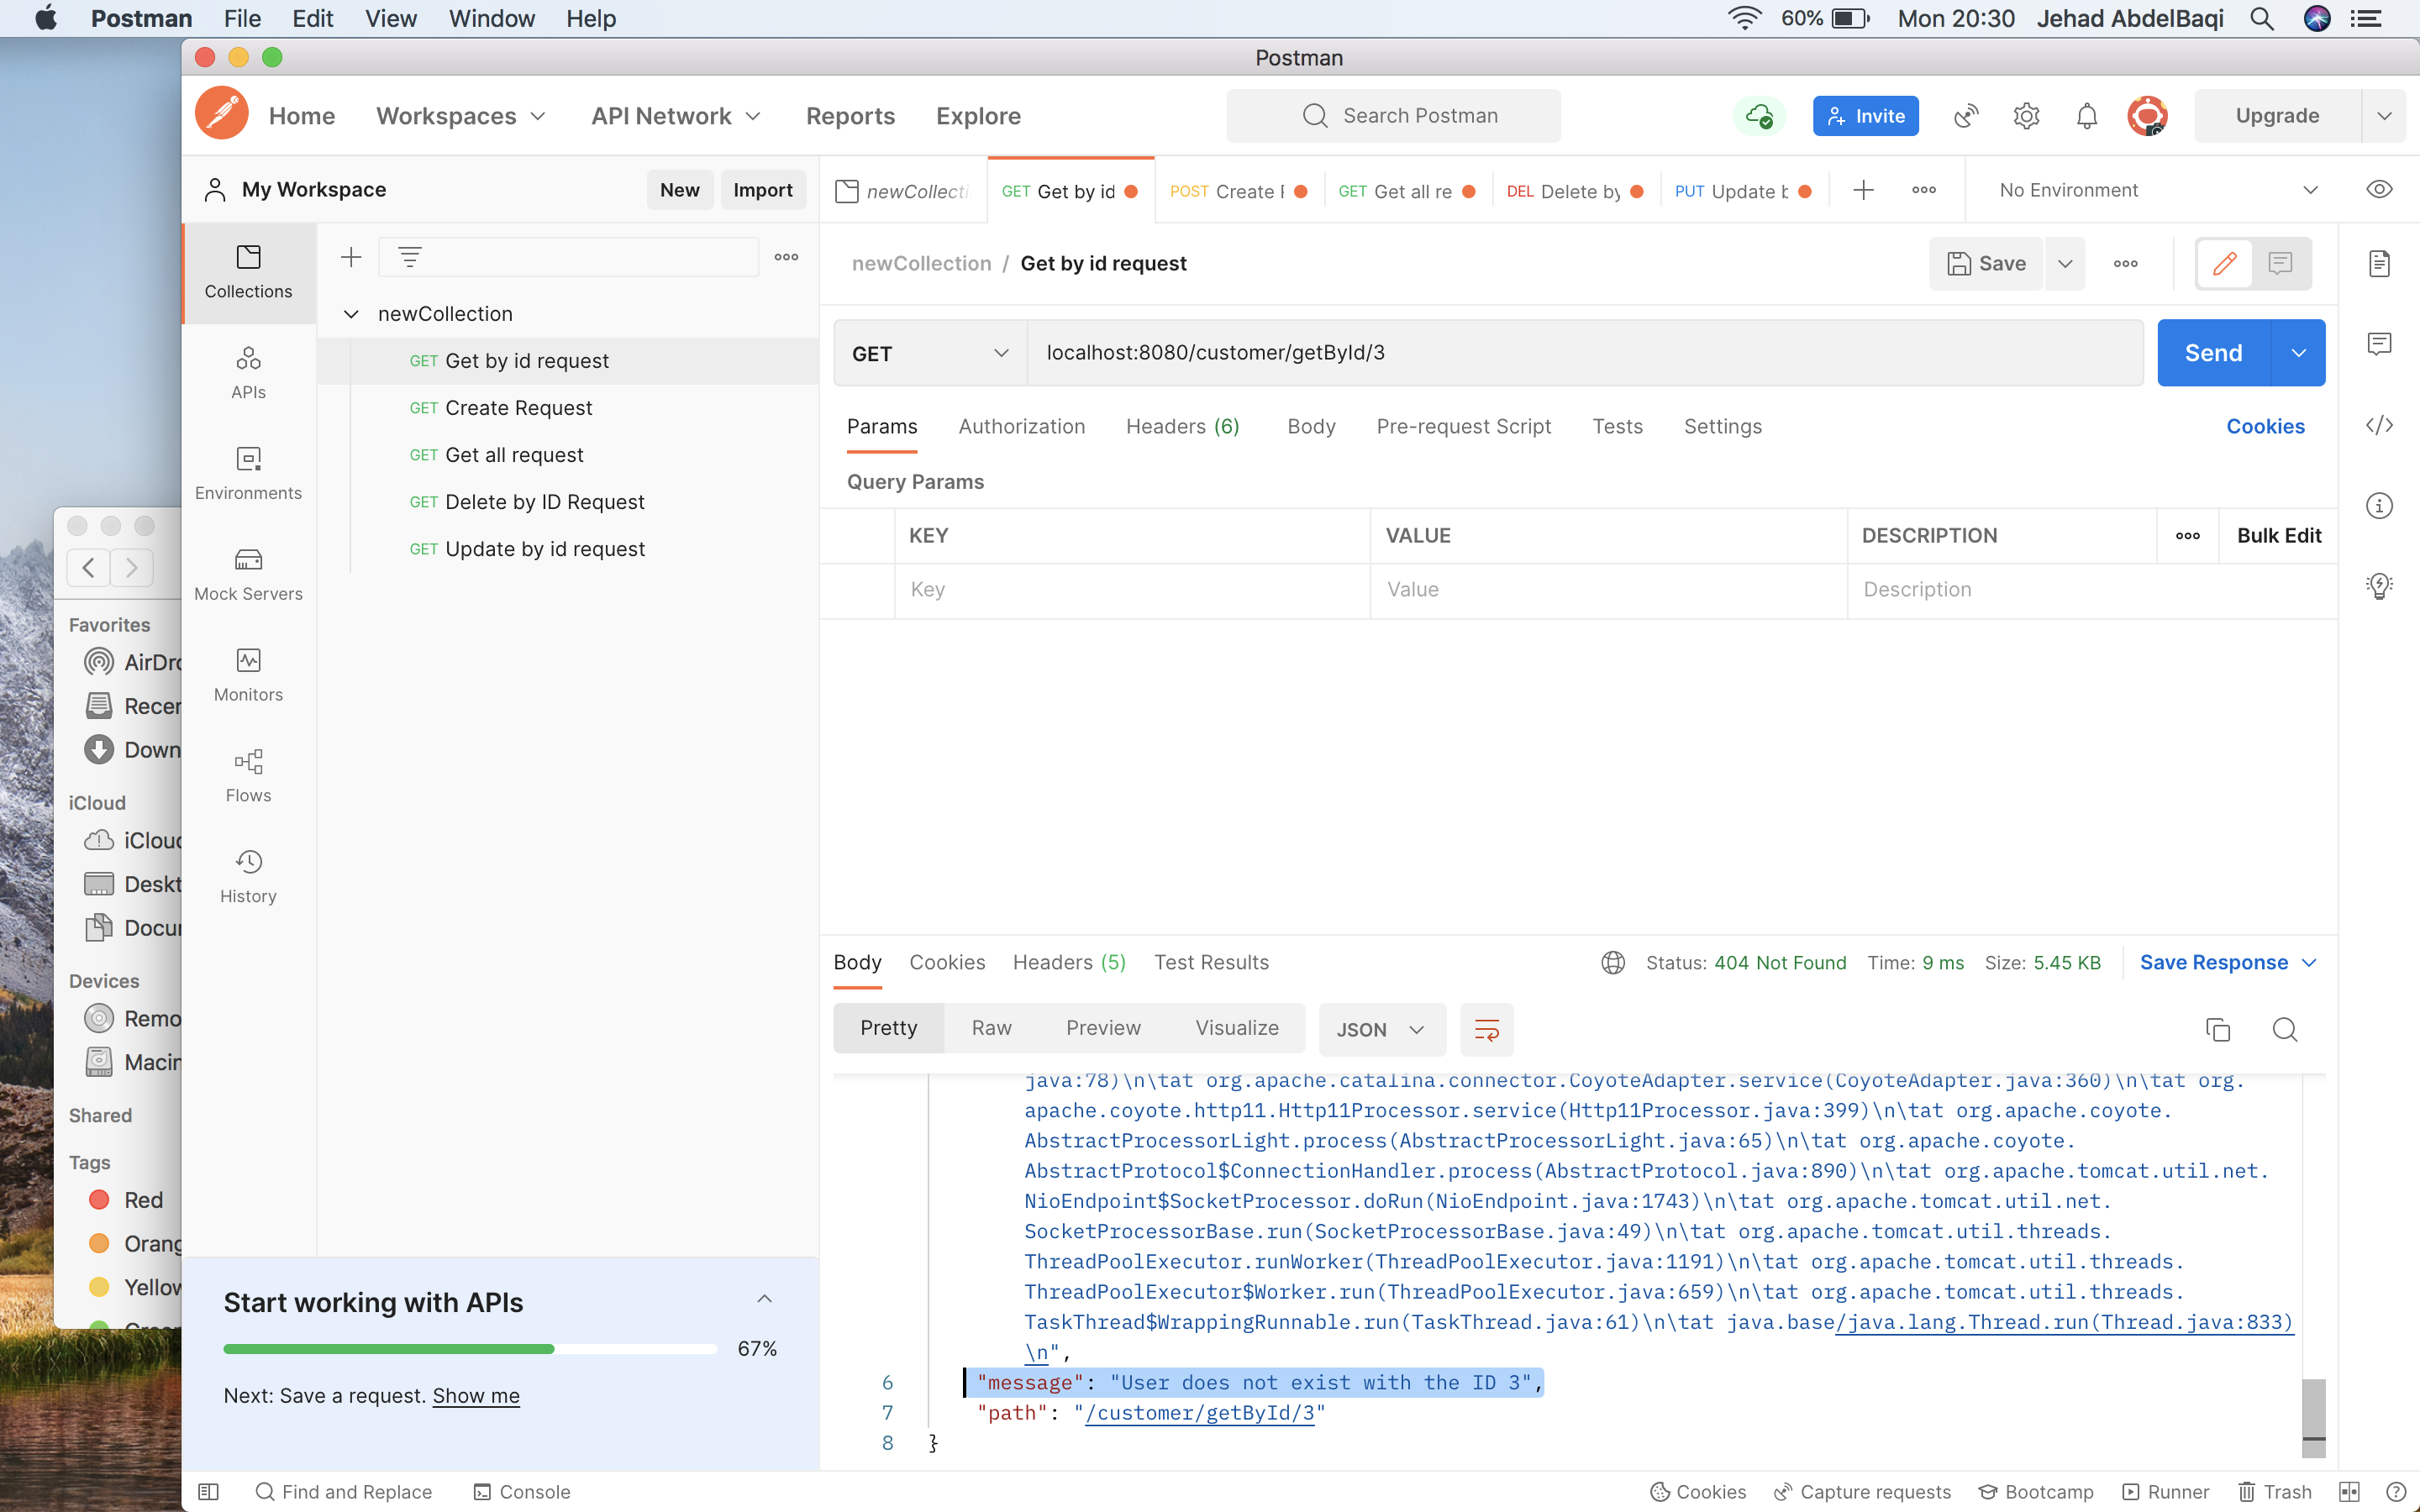 Postman File Edit View Window Help 60% Mon 20:30 Jehad AbdelBaqi
Postman
Home Workspaces API Network Reports Explore Search Postman Invite Upgrade
My Workspace New Import
newCollecti GET Get by id POST Create GET Get all re DEL Delete by PUT Update No Environment
Collections
APIs
Environments
Mock Servers
Monitors
Flows
History
newCollection
GET Get by id request
GET Create Request
GET Get all request
GET Delete by ID Request
GET Update by id request
newCollection / Get by id request Save
GET localhost:8080/customer/getById/3 Send
Params Authorization Headers (6) Body Pre-request Script Tests Settings Cookies
Query Params
KEY VALUE DESCRIPTION Bulk Edit
Key Value Description
Favorites
AirDro
Recen
Down
iCloud
iCloud
Deskt
Docum
Devices
Remo
Macin
Shared
Tags
Red
Orang
Yellow
Green
Body Cookies Headers (5) Test Results Status: 404 Not Found Time: 9 ms Size: 5.45 KB Save Response
Pretty Raw Preview Visualize JSON
java:78)\n\tat org.apache.catalina.connector.CoyoteAdapter.service(CoyoteAdapter.java:360)\n\tat org.
apache.coyote.http11.Http11Processor.service(Http11Processor.java:399)\n\tat org.apache.coyote.
AbstractProcessorLight.process(AbstractProcessorLight.java:65)\n\tat org.apache.coyote.
AbstractProtocol$ConnectionHandler.process(AbstractProtocol.java:890)\n\tat org.apache.tomcat.util.net.
NioEndpoint$SocketProcessor.doRun(NioEndpoint.java:1743)\n\tat org.apache.tomcat.util.net.
SocketProcessorBase.run(SocketProcessorBase.java:49)\n\tat org.apache.tomcat.util.threads.
ThreadPoolExecutor.runWorker(ThreadPoolExecutor.java:1191)\n\tat org.apache.tomcat.util.threads.
ThreadPoolExecutor$Worker.run(ThreadPoolExecutor.java:659)\n\tat org.apache.tomcat.util.threads.
TaskThread$WrappingRunnable.run(TaskThread.java:61)\n\tat java.base/java.lang.Thread.run(Thread.java:833)
\n",
6 "message": "User does not exist with the ID 3",
7 "path": "/customer/getById/3"
8 }
Start working with APIs
67%
Next: Save a request. Show me
Find and Replace Console Cookies Capture requests Bootcamp Runner Trash